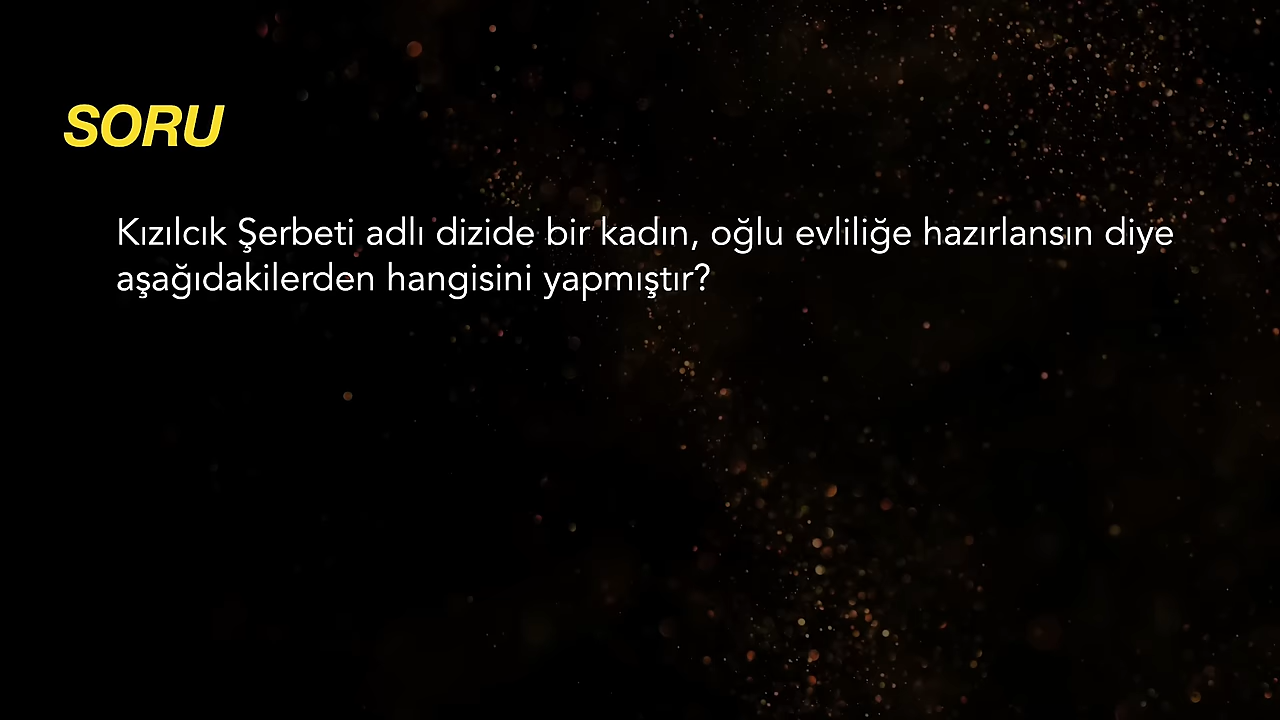 SORU
Kızılcık Şerbeti adlı dizide bir kadın, oğlu evliliğe hazırlansın diye
aşağıdakilerden hangisini yapmıştır?